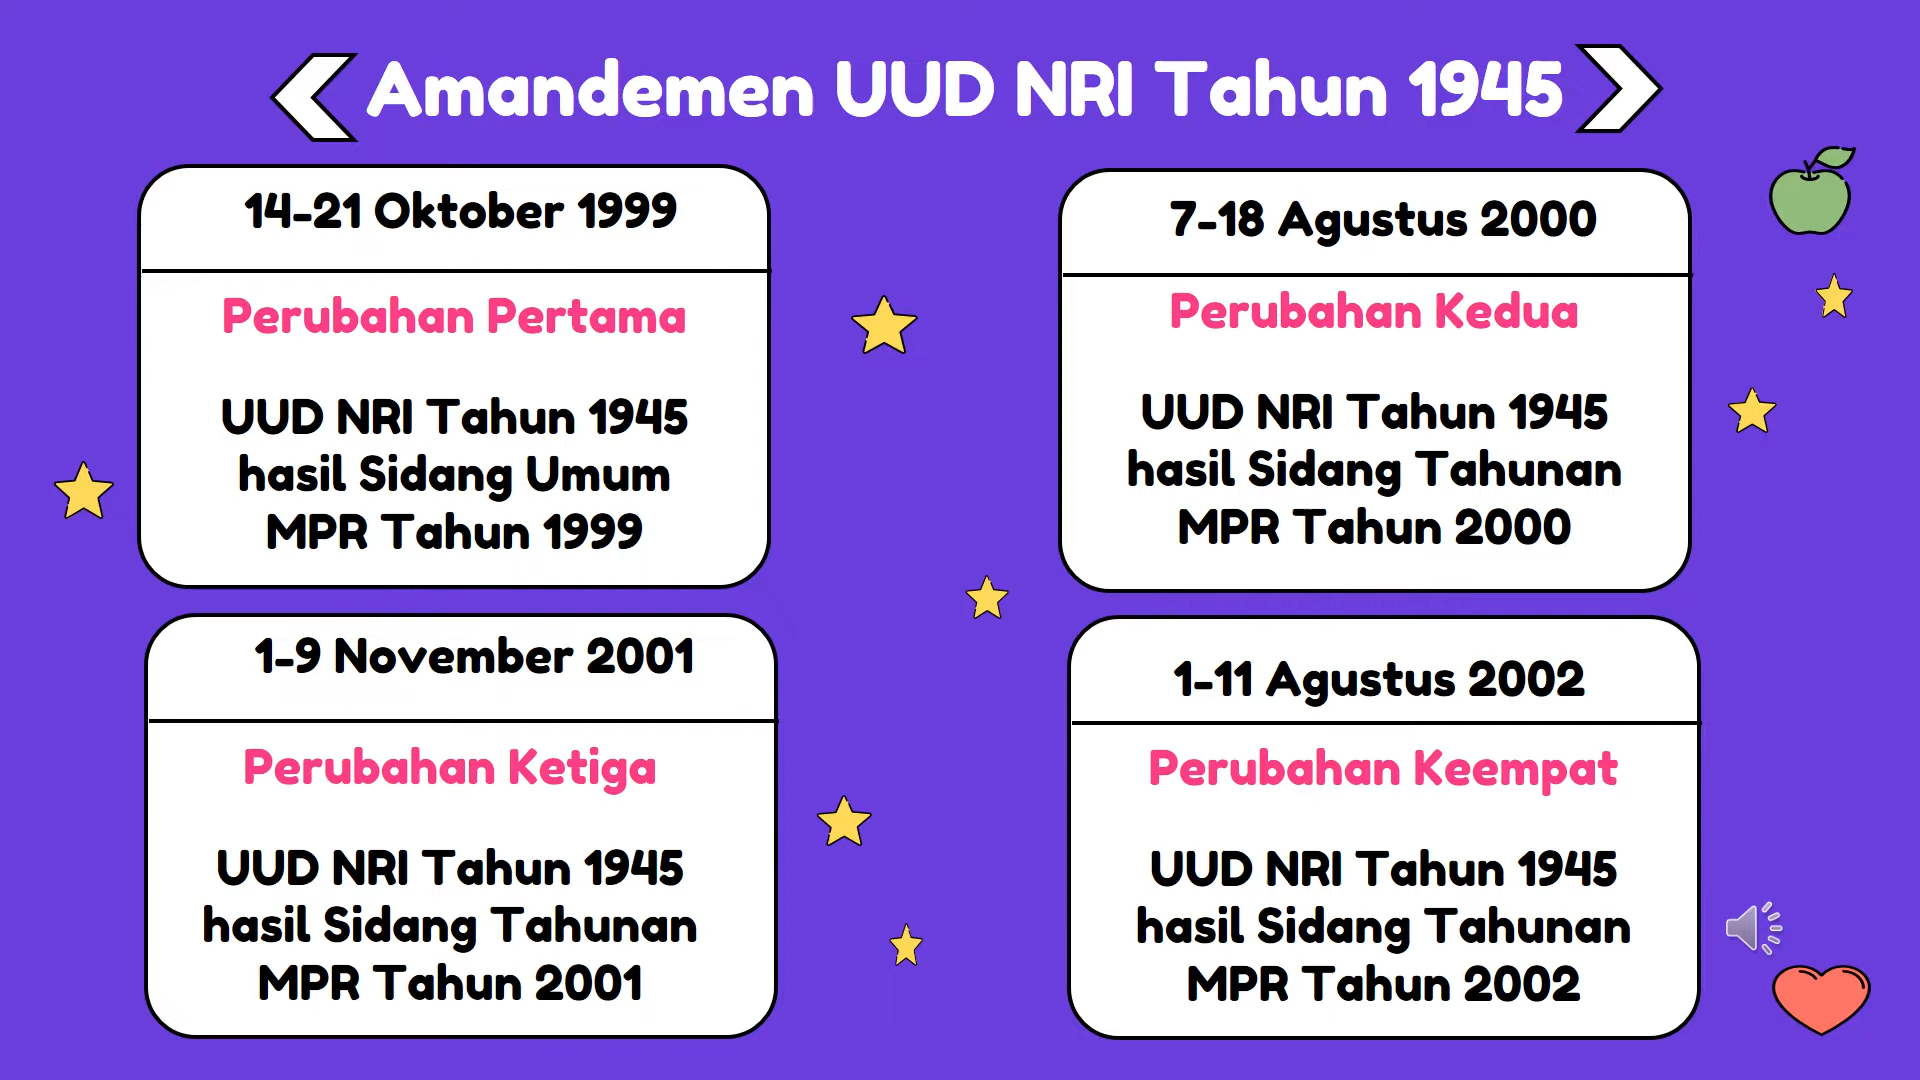 Amandemen UUD NRI Tahun 1945
14-21 Oktober 1999
Perubahan Pertama
UUD NRI Tahun 1945
hasil Sidang Umum
MPR Tahun 1999
7-18 Agustus 2000
Perubahan Kedua
UUD NRI Tahun 1945
hasil Sidang Tahunan
MPR Tahun 2000
1-9 November 2001
Perubahan Ketiga
UUD NRI Tahun 1945
hasil Sidang Tahunan
MPR Tahun 2001
1-11 Agustus 2002
Perubahan Keempat
UUD NRI Tahun 1945
hasil Sidang Tahunan
MPR Tahun 2002